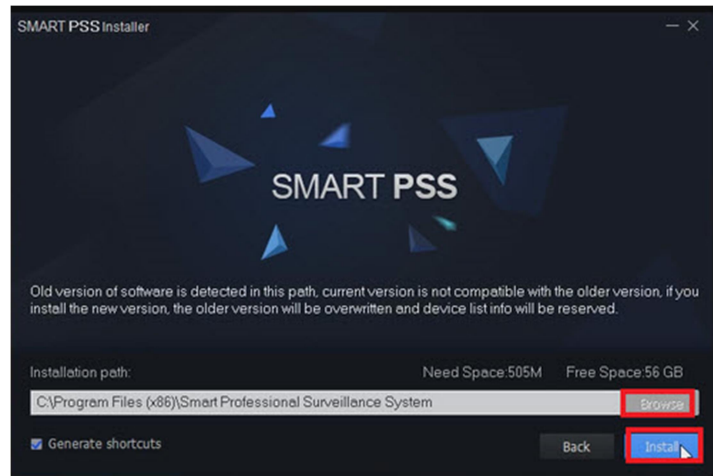 SMART PSS Installer
SMART PSS
Old version of software is detected in this path, current version is not compatible with the older version, if you
install the new version, the older version will be overwritten and device list info will be reserved.
Installation path: Need Space:505M Free Space:56 GB
C:\Program Files (x86)\Smart Professional Surveillance System Browse
Generate shortcuts Back Install